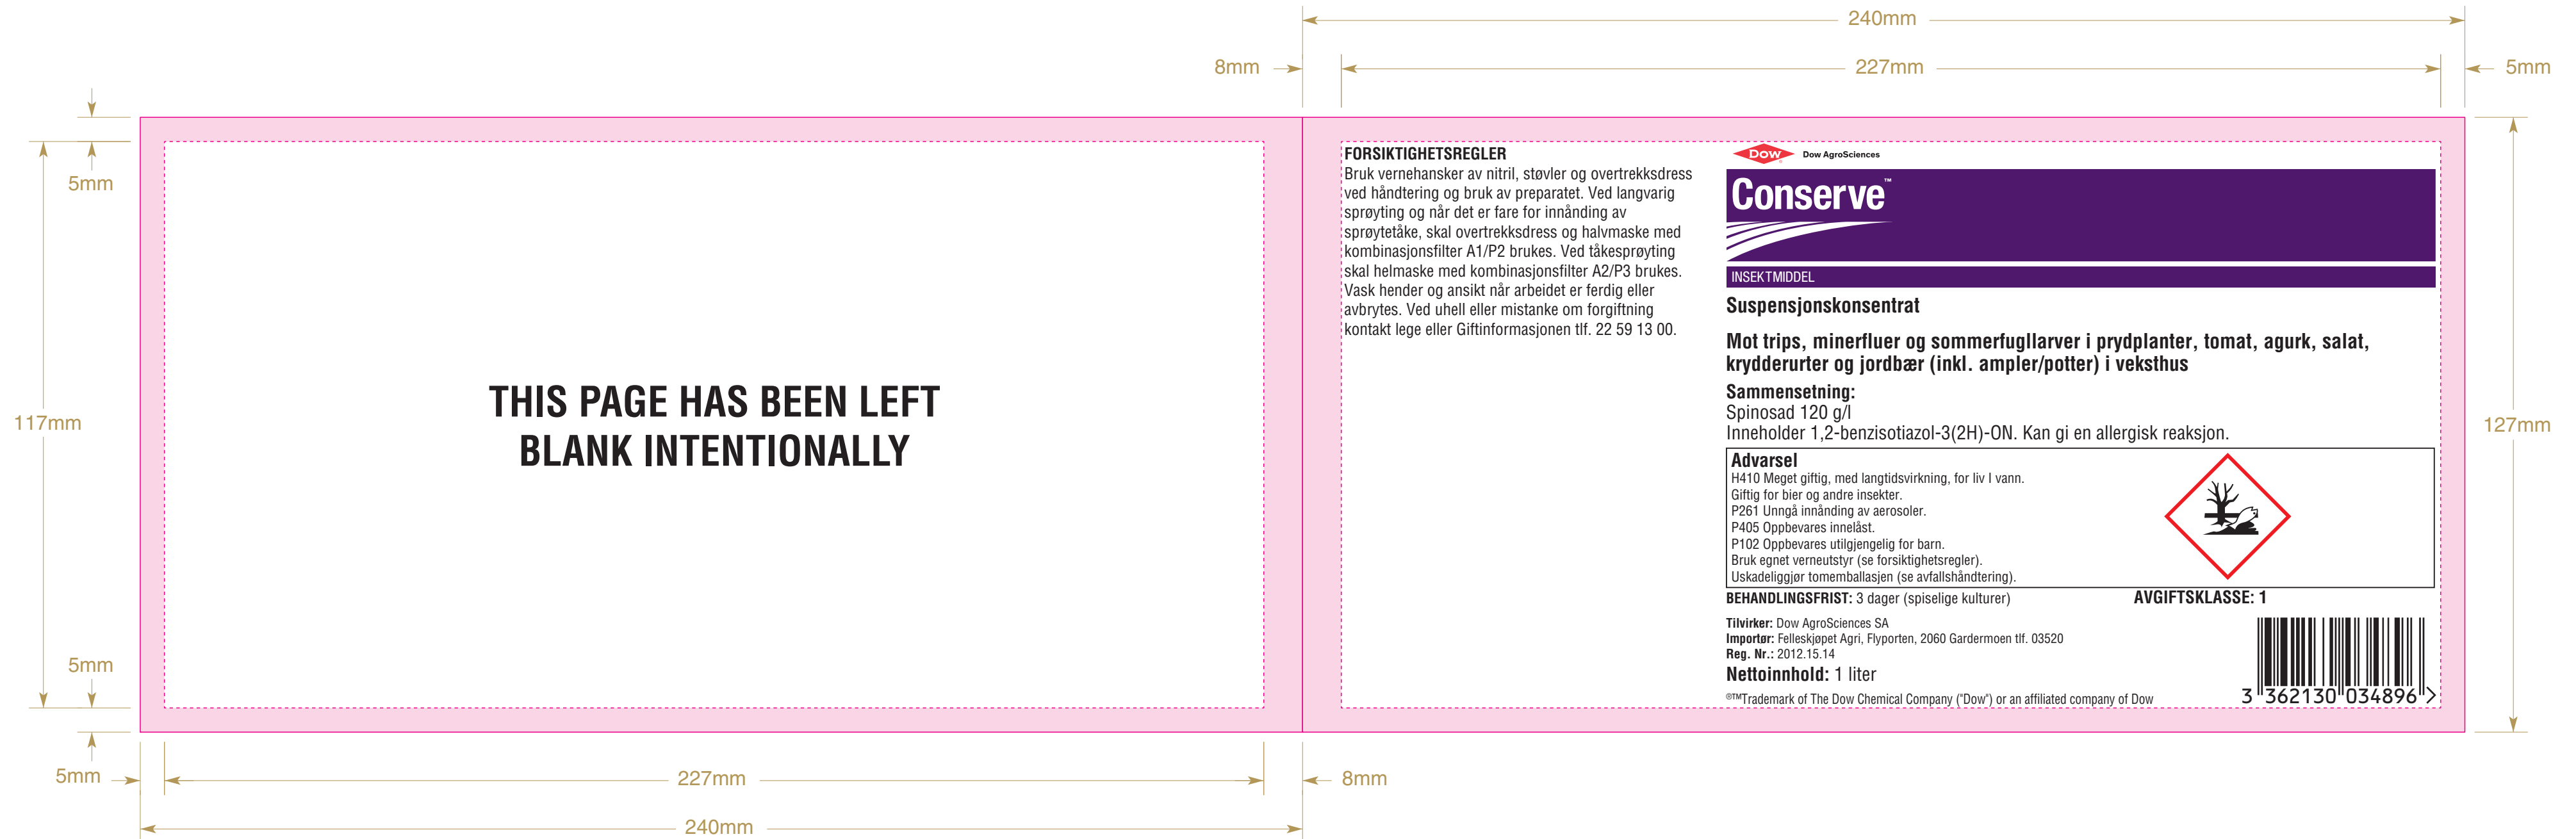 240mm
8mm
227mm
5mm
5mm
117mm
5mm
5mm
THIS PAGE HAS BEEN LEFT
BLANK INTENTIONALLY
227mm
240mm
8mm
127mm
FORSIKTIGHETSREGLER
Bruk vernehansker av nitril, støvler og overtrekksdress
ved håndtering og bruk av preparatet. Ved langvarig
sprøyting og når det er fare for innånding av
sprøytetåke, skal overtrekksdress og halvmaske med
kombinasjonsfilter A1/P2 brukes. Ved tåkesprøyting
skal helmaske med kombinasjonsfilter A2/P3 brukes.
Vask hender og ansikt når arbeidet er ferdig eller
avbrytes. Ved uhell eller mistanke om forgiftning
kontakt lege eller Giftinformasjonen tlf. 22 59 13 00.
Dow Dow AgroSciences
Conserve™
INSEKTMIDDEL
Suspensjonskonsentrat
Mot trips, minerfluer og sommerfugllarver i prydplanter, tomat, agurk, salat,
krydderurter og jordbær (inkl. ampler/potter) i veksthus
Sammensetning:
Spinosad 120 g/l
Inneholder 1,2-benzisotiazol-3(2H)-ON. Kan gi en allergisk reaksjon.
Advarsel
H410 Meget giftig, med langtidsvirkning, for liv I vann.
Giftig for bier og andre insekter.
P261 Unngå innånding av aerosoler.
P405 Oppbevares innelåst.
P102 Oppbevares utilgjengelig for barn.
Bruk egnet verneutstyr (se forsiktighetsregler).
Uskadeliggjør tomemballasjen (se avfallshåndtering).
BEHANDLINGSFRIST: 3 dager (spiselige kulturer) AVGIFTSKLASSE: 1
Tilvirker: Dow AgroSciences SA
Importør: Felleskjøpet Agri, Flyporten, 2060 Gardermoen tlf. 03520
Reg. Nr.: 2012.15.14
Nettoinnhold: 1 liter
®™Trademark of The Dow Chemical Company ("Dow") or an affiliated company of Dow
3 362130 034896 >